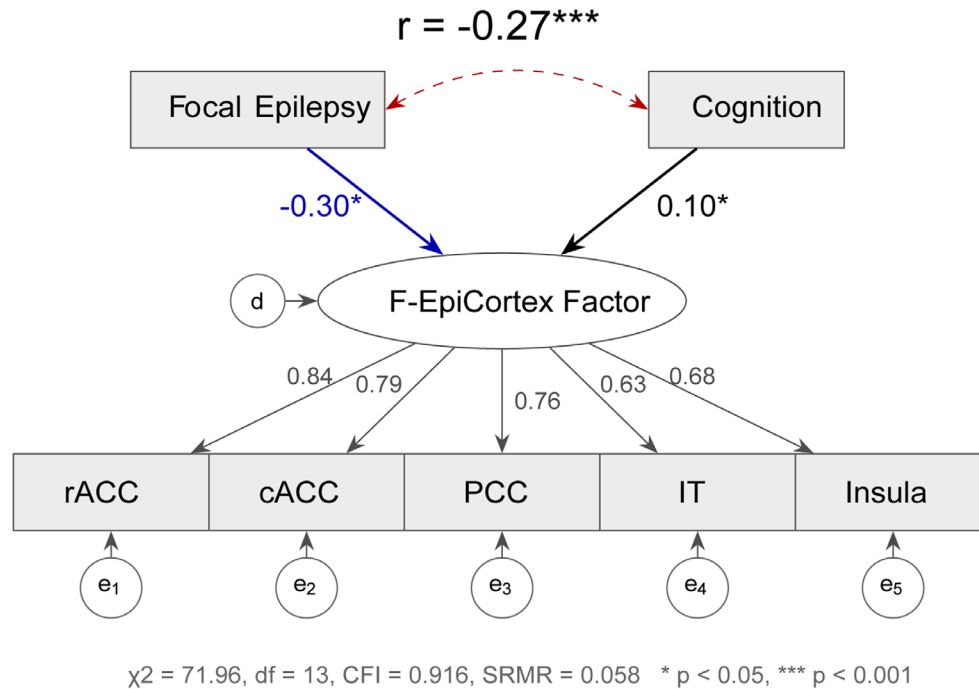 r = -0.27***
Focal Epilepsy
Cognition
-0.30*
0.10*
d
F-EpiCortex Factor
0.84
0.79
0.76
0.63
0.68
rACC
cACC
PCC
IT
Insula
e1
e2
e3
e4
e5
χ2 = 71.96, df = 13, CFI = 0.916, SRMR = 0.058 * p < 0.05, *** p < 0.001